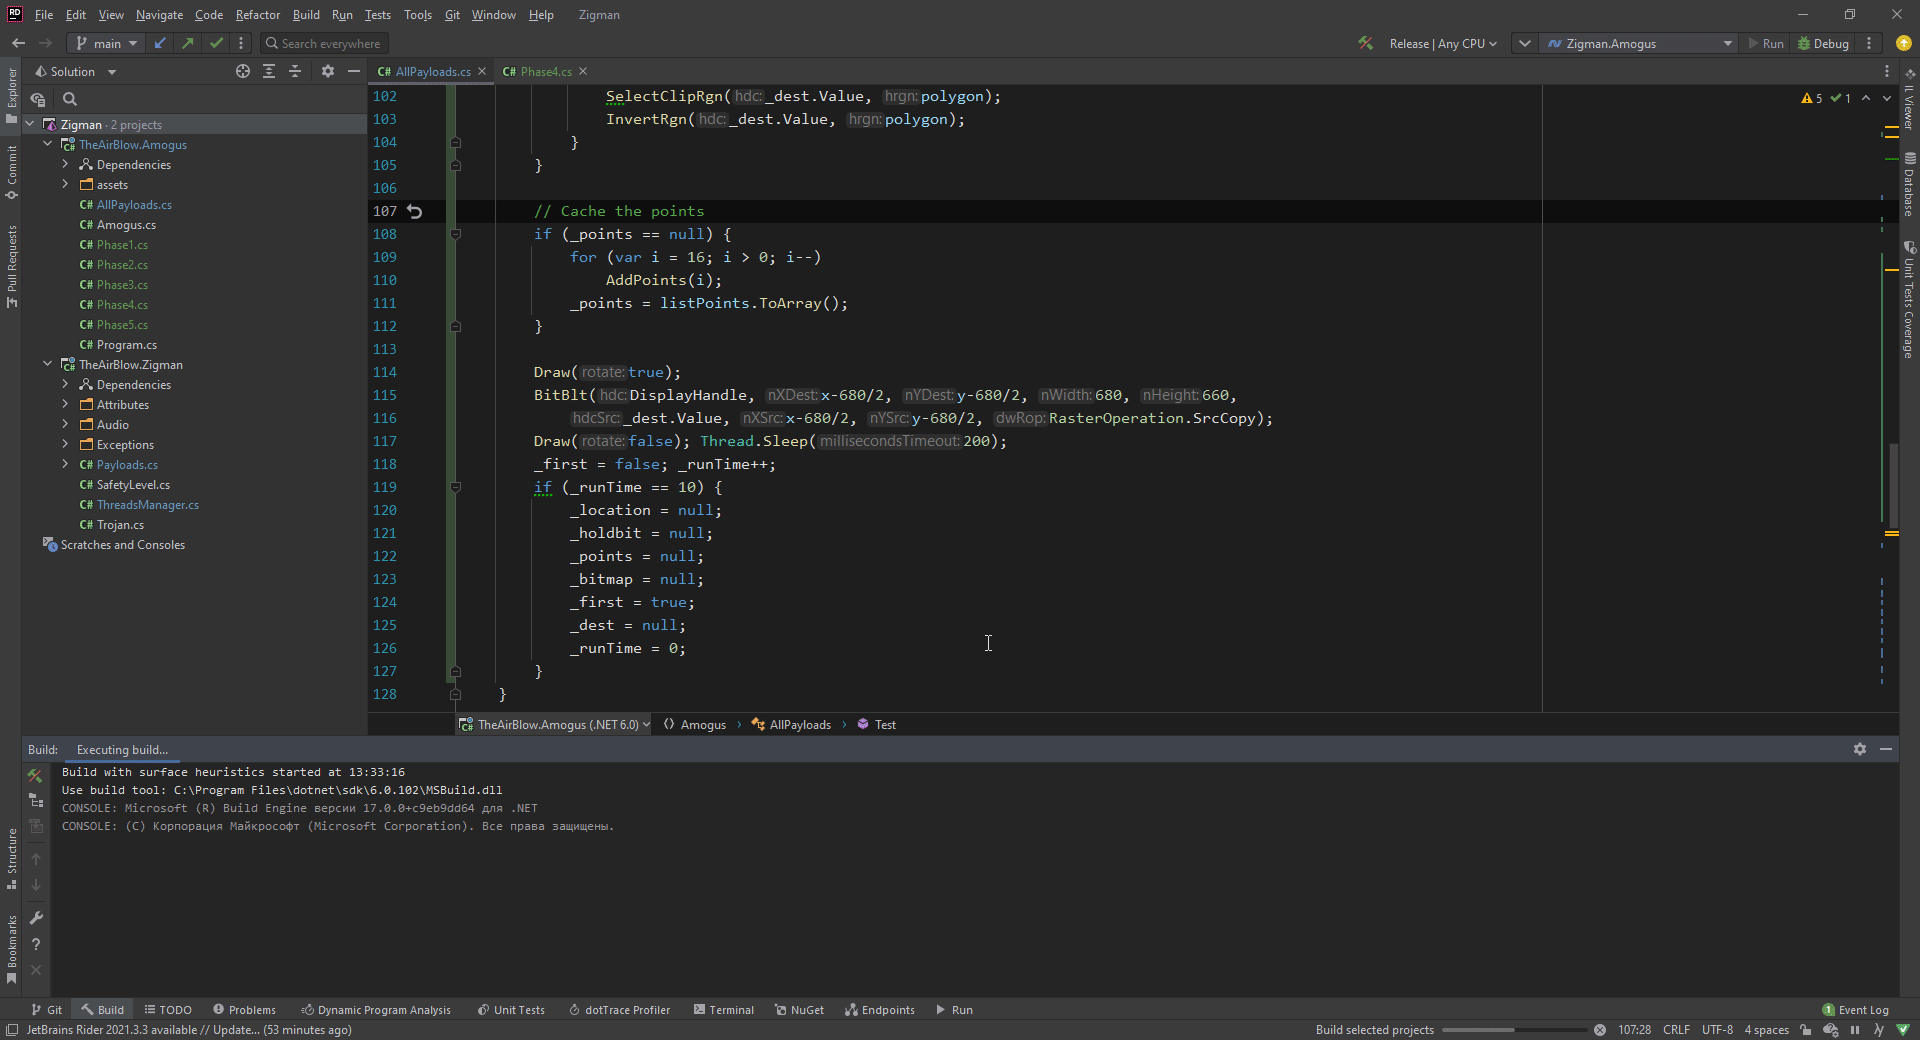 File Edit View Navigate Code Refactor Build Run Tests Tools Git Window Help Zigman
main Search everywhere Release | Any CPU Zigman.Amogus Run Debug
Solution
C# AllPayloads.cs C# Phase4.cs
Explorer
Commit
Pull Requests
Structure
Bookmarks
Zigman · 2 projects
TheAirBlow.Amogus
Dependencies
assets
C# AllPayloads.cs
C# Amogus.cs
C# Phase1.cs
C# Phase2.cs
C# Phase3.cs
C# Phase4.cs
C# Phase5.cs
C# Program.cs
TheAirBlow.Zigman
Dependencies
Attributes
Audio
Exceptions
C# Payloads.cs
C# SafetyLevel.cs
C# ThreadsManager.cs
C# Trojan.cs
Scratches and Consoles
102 SelectClipRgn(hdc:_dest.Value, hrgn:polygon);
103 InvertRgn(hdc:_dest.Value, hrgn:polygon);
104 }
105 }
106
107 // Cache the points
108 if (_points == null) {
109 for (var i = 16; i > 0; i--)
110 AddPoints(i);
111 _points = listPoints.ToArray();
112 }
113
114 Draw(rotate:true);
115 BitBlt(hdc:DisplayHandle, nXDest:x-680/2, nYDest:y-680/2, nWidth:680, nHeight:660,
116 hdcSrc:_dest.Value, nXSrc:x-680/2, nYSrc:y-680/2, dwRop:RasterOperation.SrcCopy);
117 Draw(rotate:false); Thread.Sleep(millisecondsTimeout:200);
118 _first = false; _runTime++;
119 if (_runTime == 10) {
120 _location = null;
121 _holdbit = null;
122 _points = null;
123 _bitmap = null;
124 _first = true;
125 _dest = null;
126 _runTime = 0;
127 }
128 }
5 1
IL Viewer
Database
Unit Tests Coverage
TheAirBlow.Amogus (.NET 6.0) Amogus AllPayloads Test
Build: Executing build...
Build with surface heuristics started at 13:33:16
Use build tool: C:\Program Files\dotnet\sdk\6.0.102\MSBuild.dll
CONSOLE: Microsoft (R) Build Engine версии 17.0.0+c9eb9dd64 для .NET
CONSOLE: (C) Корпорация Майкрософт (Microsoft Corporation). Все права защищены.
Git Build TODO Problems Dynamic Program Analysis Unit Tests dotTrace Profiler Terminal NuGet Endpoints Run 1 Event Log
JetBrains Rider 2021.3.3 available // Update... (53 minutes ago) Build selected projects 107:28 CRLF UTF-8 4 spaces